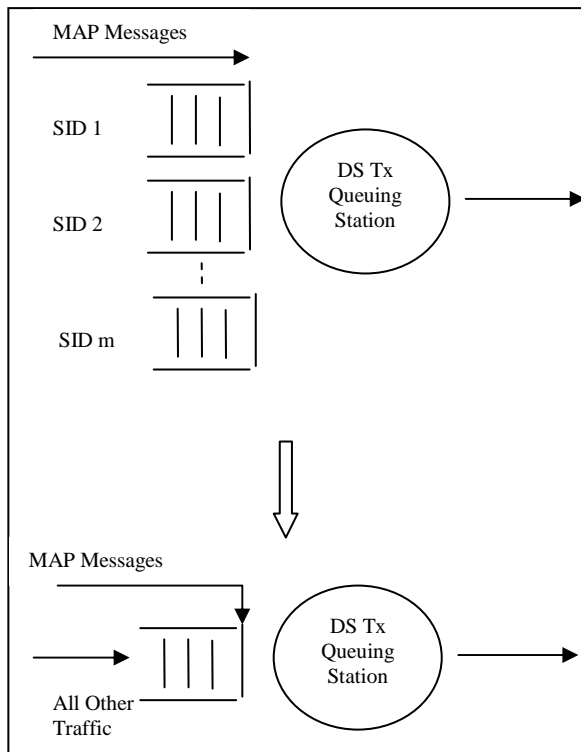 MAP Messages
SID 1
SID 2
SID m
DS Tx
Queuing
Station
MAP Messages
All Other
Traffic
DS Tx
Queuing
Station